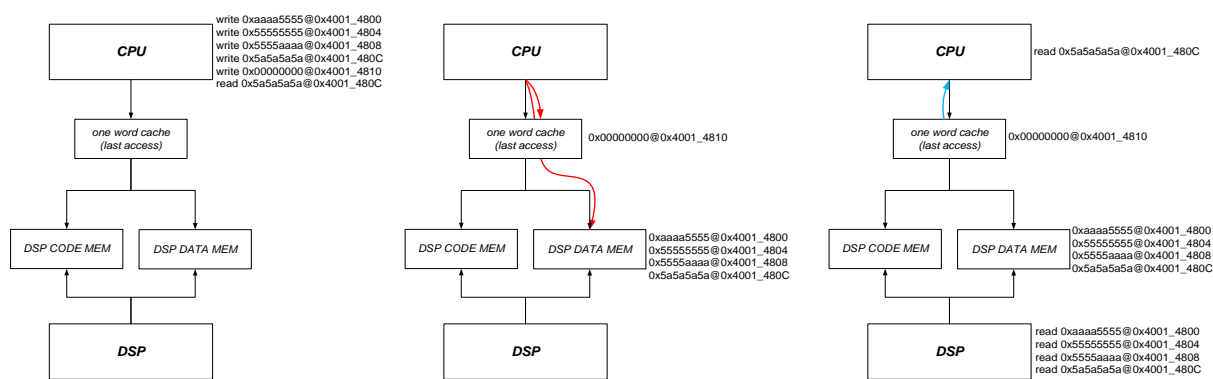 write 0xaaaa5555@0x4001_4800
write 0x55555555@0x4001_4804
write 0x5555aaaa@0x4001_4808
write 0x5a5a5a5a@0x4001_480C
write 0x00000000@0x4001_4810
read 0x5a5a5a5a@0x4001_480C
CPU
one word cache
(last access)
DSP CODE MEM
DSP DATA MEM
DSP
CPU
one word cache
(last access)
0x00000000@0x4001_4810
DSP CODE MEM
DSP DATA MEM
0xaaaa5555@0x4001_4800
0x55555555@0x4001_4804
0x5555aaaa@0x4001_4808
0x5a5a5a5a@0x4001_480C
DSP
CPU
read 0x5a5a5a5a@0x4001_480C
one word cache
(last access)
0x00000000@0x4001_4810
DSP CODE MEM
DSP DATA MEM
0xaaaa5555@0x4001_4800
0x55555555@0x4001_4804
0x5555aaaa@0x4001_4808
0x5a5a5a5a@0x4001_480C
DSP
read 0xaaaa5555@0x4001_4800
read 0x55555555@0x4001_4804
read 0x5555aaaa@0x4001_4808
read 0x5a5a5a5a@0x4001_480C